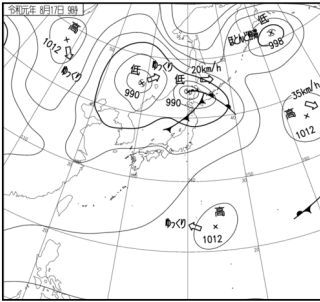 令和元年 8月17日 9時
高
1012
ゆっくり
低
ゆっくり
990
低
20km/h
990
低
ほとんど停滞
998
35km/h
高
1012
高
ゆっくり
1012